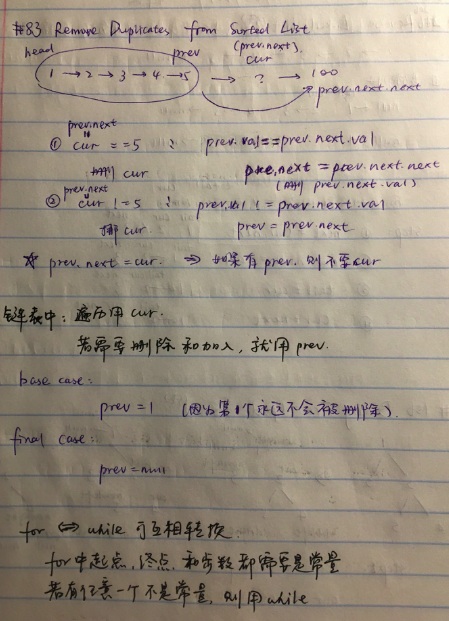 #83 Remove Duplicates from Sorted List
head prev (prev.next) cur
1 → 2 → 3 → 4 → 5 → ? → 100
prev.next.next
prev.next
① cur == 5 : prev.val == prev.next.val
删 cur prev.next = prev.next.next
(删 prev.next.val)
prev.next
② cur != 5 : prev.val != prev.next.val
挪 cur. prev = prev.next
* prev.next = cur. ⇒ 如果有 prev. 则不要 cur
链表中: 遍历用 cur.
若需要删除和加入, 就用 prev.
base case:
prev = 1 (因为第1个永远不会被删除).
final case:
prev = null
for ⇔ while 可互相转换.
for 中起点, 终点, 和步数都需要是常量
若有任意一个不是常量, 则用 while